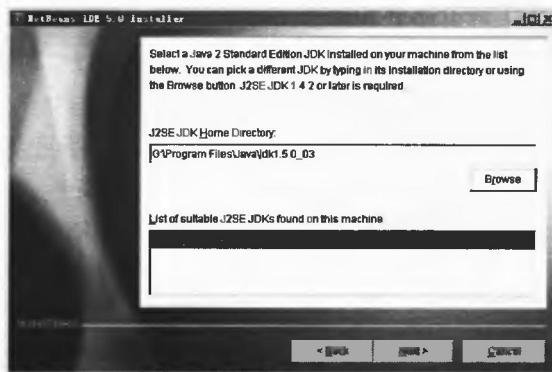 NetBeans IDE 5.0 Installer
Select a Java 2 Standard Edition JDK installed on your machine from the list
below. You can pick a different JDK by typing in its installation directory or using
the Browse button J2SE JDK 1 4 2 or later is required
J2SE JDK Home Directory:
G:\Program Files\Java\jdk1.5 0_03
Browse
List of suitable J2SE JDKs found on this machine
< Back
Next >
Cancel